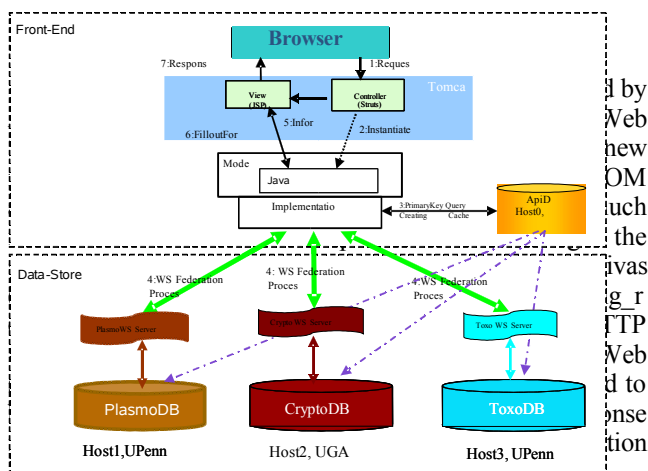 Front-End
Browser
7:Respons
1:Reques
Tomca
View
(JSP)
Controller
(Struts)
5:Infor
6:FilloutFor
2:Instantiate
Mode
Java
Implementatio
3:PrimaryKey Query
Creating Cache
ApiD
Host0,
Data-Store
4:WS Federation
Proces
4: WS Federation
Proces
4:WS Federation
Proces
PlasmoWS Server
Crypto WS Server
Toxo WS Server
PlasmoDB
CryptoDB
ToxoDB
Host1,UPenn
Host2, UGA
Host3, UPenn
d by
Web
new
OM
uch
the
ivas
g_r
TTP
Web
d to
onse
tion